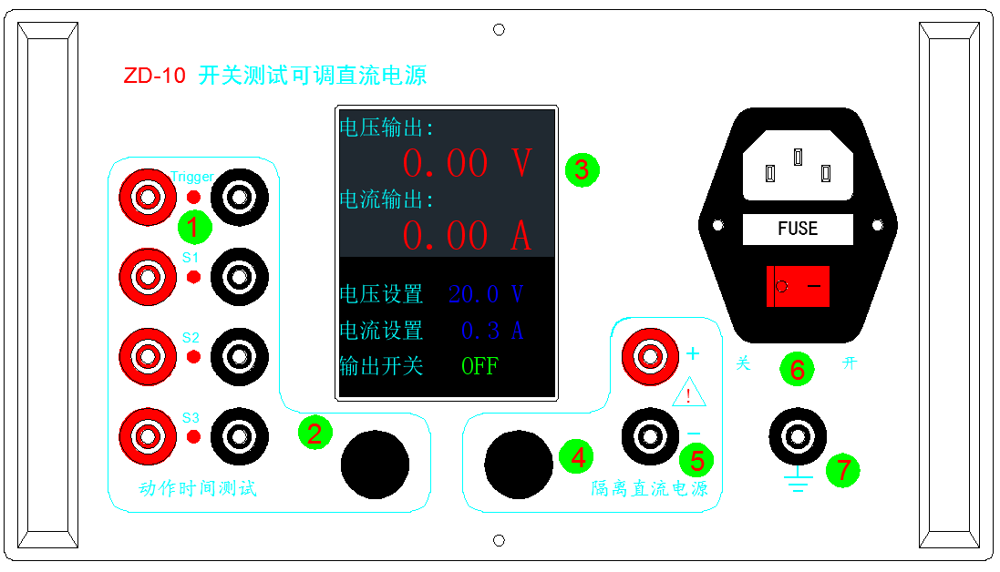 ZD-10 开关测试可调直流电源
电压输出:
0.00 V
电流输出:
0.00 A
电压设置 20.0 V
电流设置 0.3 A
输出开关 OFF
3
Trigger
1
S1
S2
S3
2
动作时间测试
4
+
!
−
5
隔离直流电源
FUSE
关
6
开
7